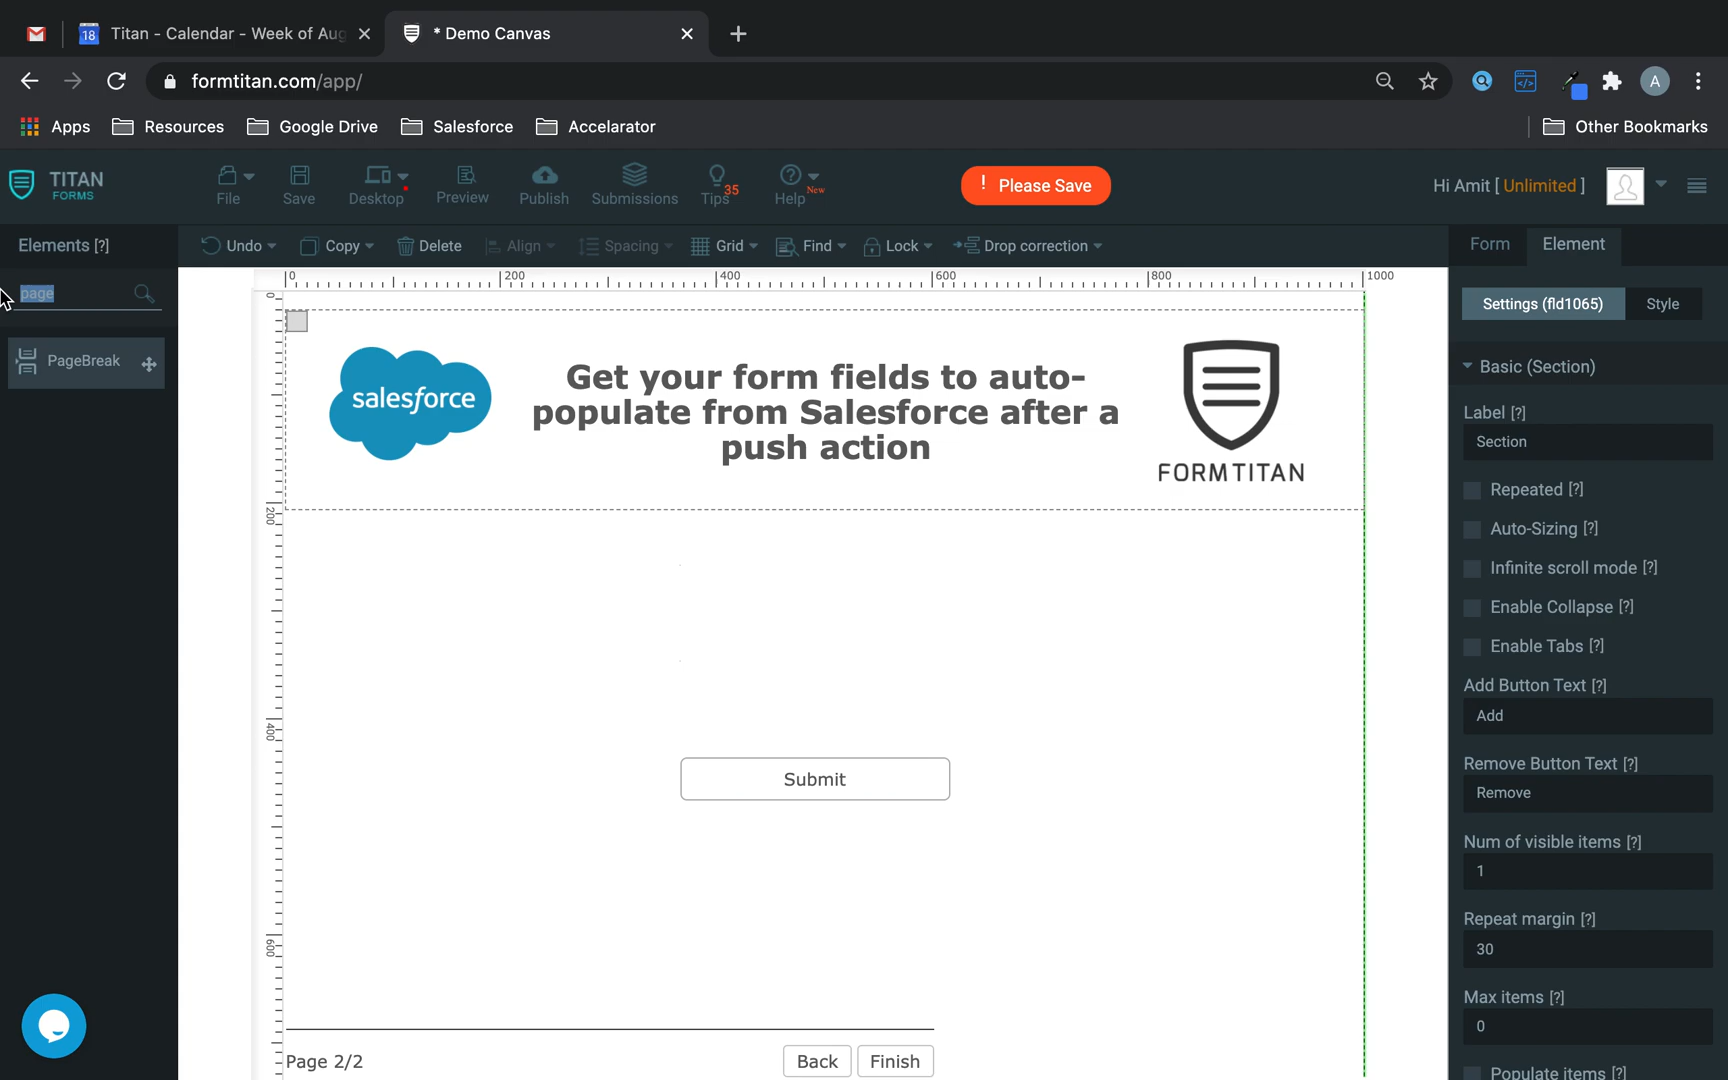 18 Titan - Calendar - Week of Aug
* Demo Canvas
formtitan.com/app/
A
Apps
Resources
Google Drive
Salesforce
Accelarator
Other Bookmarks
TITAN
FORMS
File
Save
Desktop
Preview
Publish
Submissions
Tips 35
Help New
! Please Save
Hi Amit [ Unlimited ]
Elements [?]
Undo
Copy
Delete
Align
Spacing
Grid
Find
Lock
Drop correction
Form
Element
page
PageBreak
0 200 400 600 800 1000
0
200
400
600
salesforce
Get your form fields to auto-
populate from Salesforce after a
push action
FORMTITAN
Submit
Page 2/2
Back
Finish
Settings (fld1065)
Style
Basic (Section)
Label [?]
Section
Repeated [?]
Auto-Sizing [?]
Infinite scroll mode [?]
Enable Collapse [?]
Enable Tabs [?]
Add Button Text [?]
Add
Remove Button Text [?]
Remove
Num of visible items [?]
1
Repeat margin [?]
30
Max items [?]
0
Populate items [?]